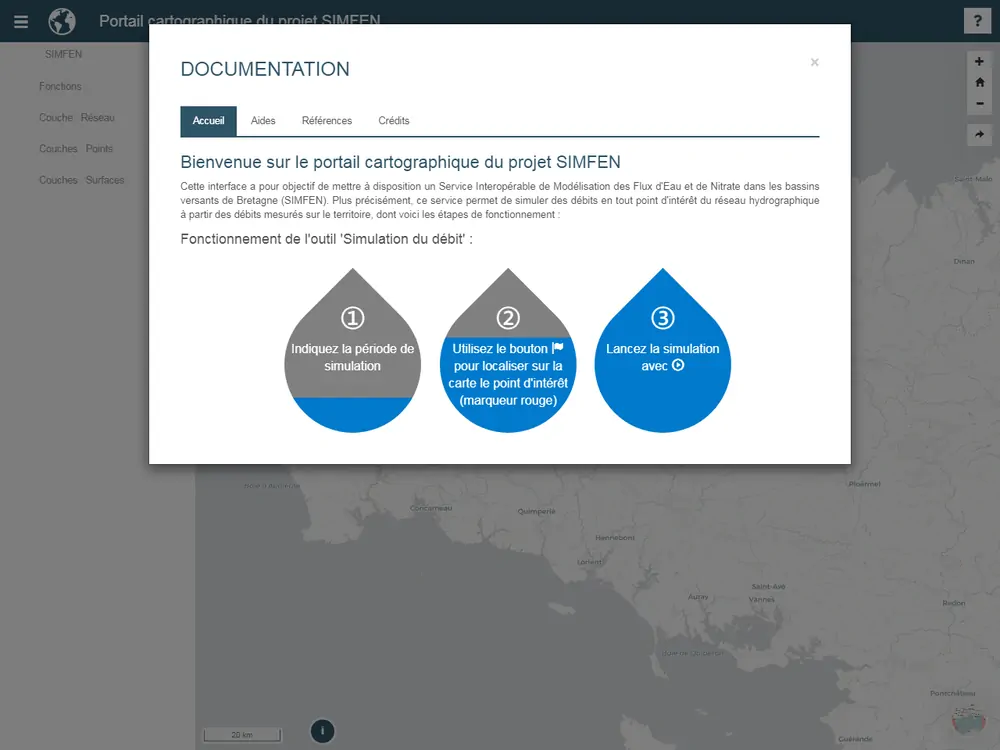 Portail cartographique du projet SIMFEN
?
SIMFEN
Fonctions
Couche Réseau
Couches Points
Couches Surfaces
DOCUMENTATION
×
Accueil Aides Références Crédits
Bienvenue sur le portail cartographique du projet SIMFEN
Cette interface a pour objectif de mettre à disposition un Service Interopérable de Modélisation des Flux d'Eau et de Nitrate dans les bassins
versants de Bretagne (SIMFEN). Plus précisément, ce service permet de simuler des débits en tout point d'intérêt du réseau hydrographique
à partir des débits mesurés sur le territoire, dont voici les étapes de fonctionnement :
Fonctionnement de l'outil 'Simulation du débit' :
①
Indiquez la période de
simulation
②
Utilisez le bouton
pour localiser sur la
carte le point d'intérêt
(marqueur rouge)
③
Lancez la simulation
avec
+
-
Saint-Malo
Dinan
Ploërmel
Concarneau
Quimperlé
Hennebont
Lorient
Auray
Saint-Avé
Vannes
Redon
Pontchâteau
Guérande
20 km
i